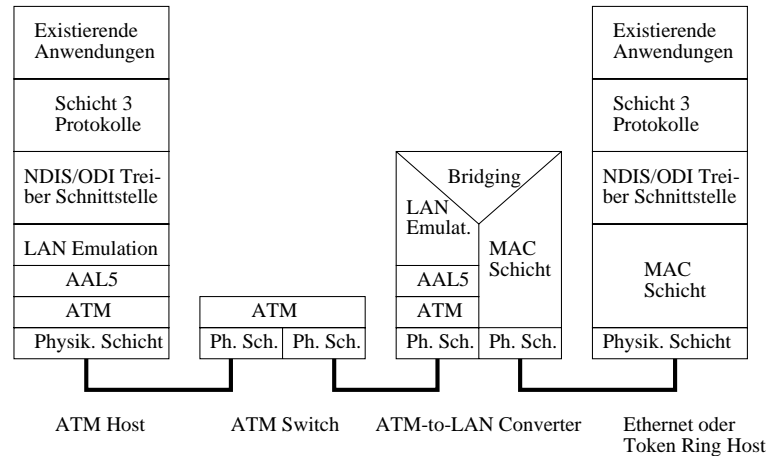 Existierende
Anwendungen
Schicht 3
Protokolle
NDIS/ODI Trei-
ber Schnittstelle
LAN Emulation
AAL5
ATM
Physik. Schicht
ATM Host
ATM
Ph. Sch.
Ph. Sch.
ATM Switch
Bridging
LAN
Emulat.
AAL5
ATM
Ph. Sch.
MAC
Schicht
Ph. Sch.
ATM-to-LAN Converter
Existierende
Anwendungen
Schicht 3
Protokolle
NDIS/ODI Trei-
ber Schnittstelle
MAC
Schicht
Physik. Schicht
Ethernet oder
Token Ring Host